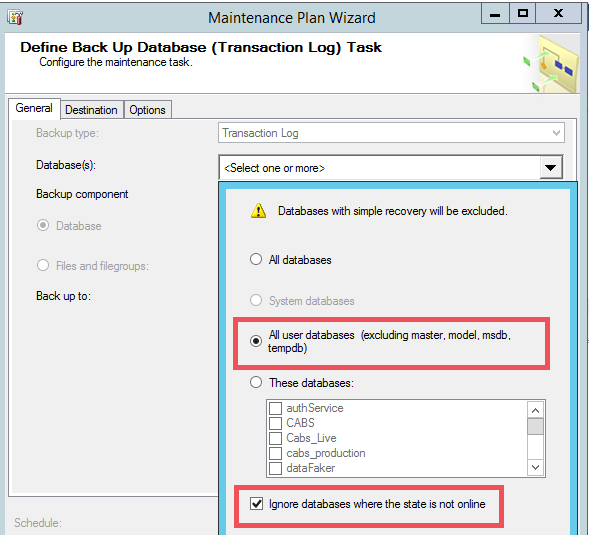 Maintenance Plan Wizard
Define Back Up Database (Transaction Log) Task
Configure the maintenance task.
General Destination Options
Backup type: Transaction Log
Database(s): <Select one or more>
Backup component
Databases with simple recovery will be excluded.
Database
All databases
Files and filegroups:
Back up to:
System databases
All user databases (excluding master, model, msdb,
tempdb)
These databases:
authService
CABS
Cabs_Live
cabs_production
dataFaker
Ignore databases where the state is not online
Schedule: